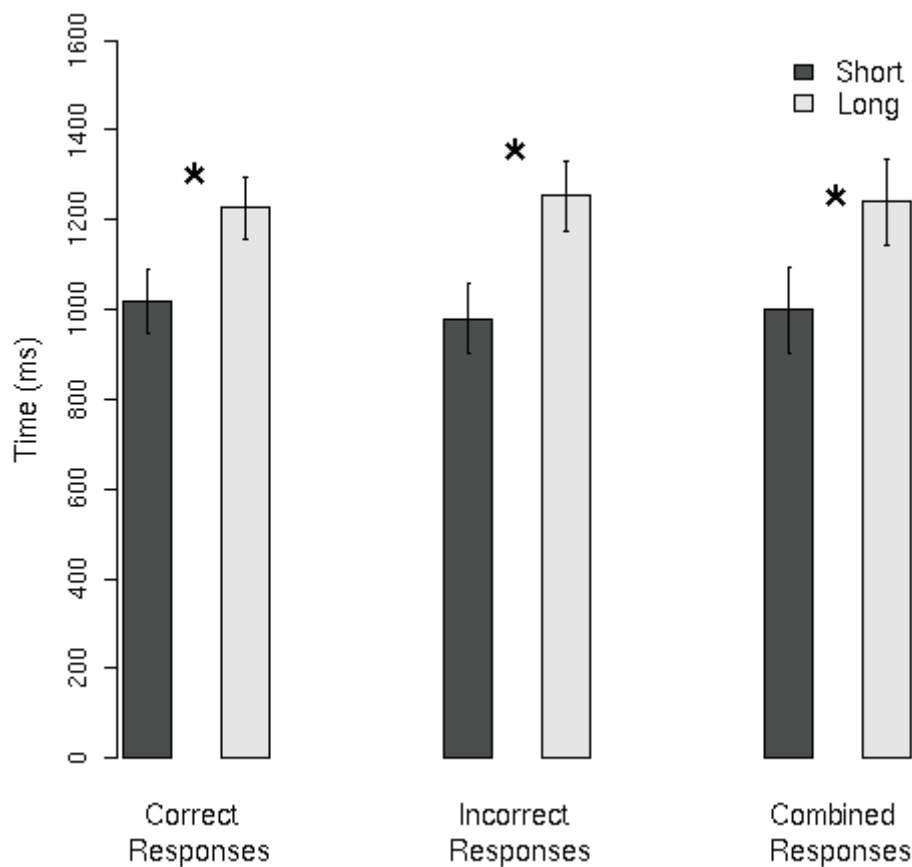 Time (ms)
1600
1400
1200
1000
800
600
400
200
0
Short
Long
*
*
*
Correct
Responses
Incorrect
Responses
Combined
Responses